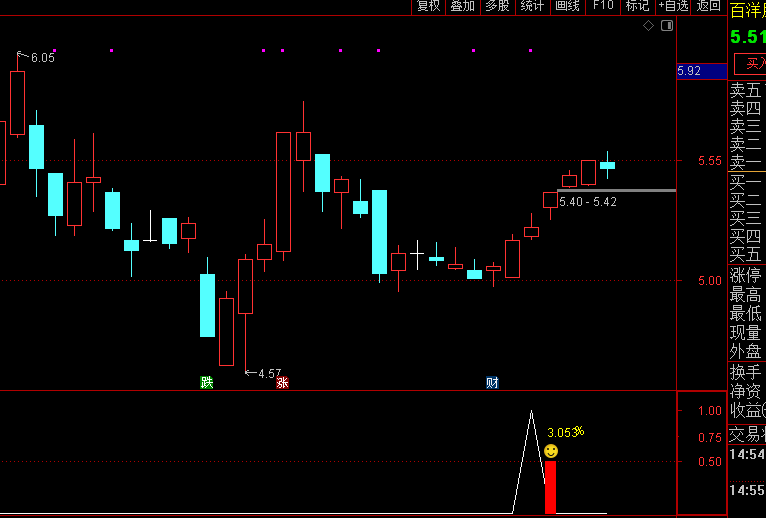 复权 叠加 多股 统计 画线 F10 标记 +自选 返回
百洋
5.51
买入
6.05
5.92
卖五
卖四
卖三
卖二
卖一
5.55
买一
买二
5.40 - 5.42
买三
买四
买五
涨停
5.00
最高
最低
现量
外盘
4.57
换手
跌 涨 财
净资
收益
1.00
3.053%
0.75
交易
14:54
0.50
14:55